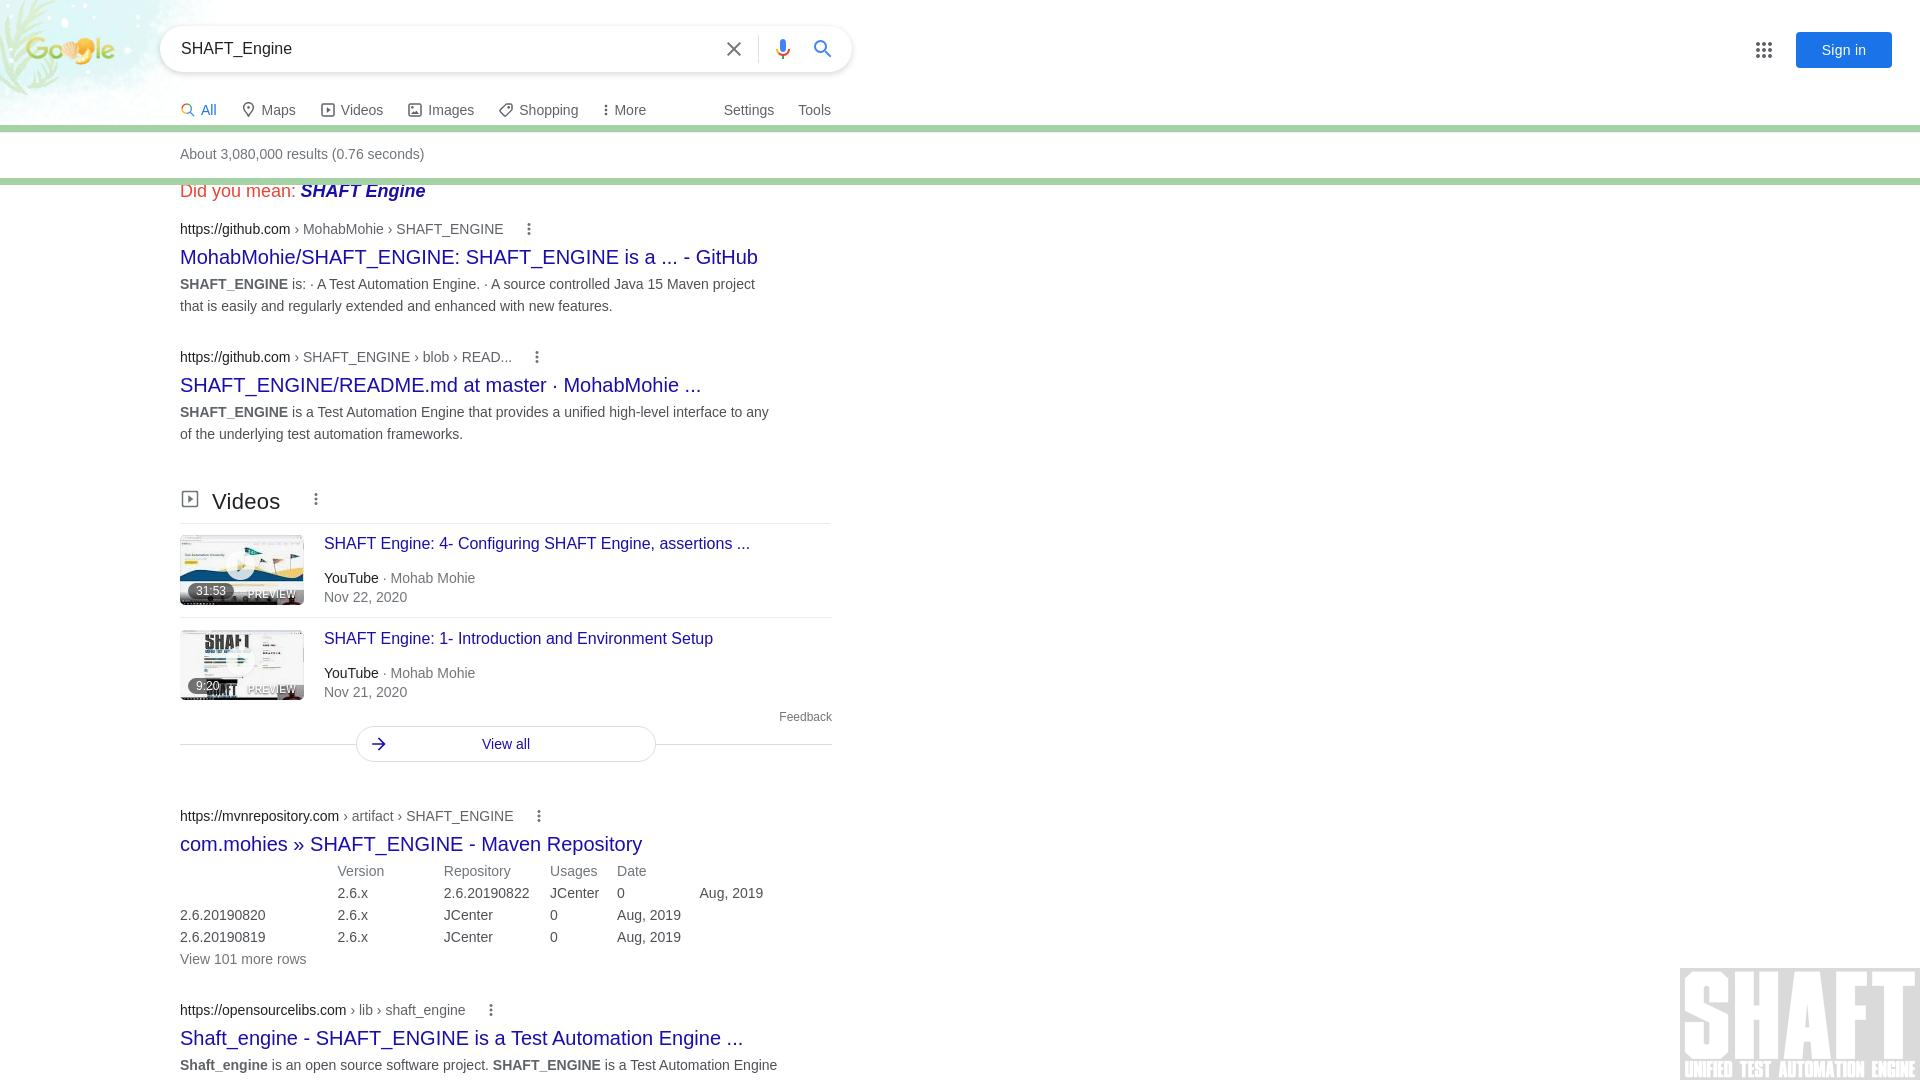 Google
SHAFT_Engine
Sign in
All Maps Videos Images Shopping More Settings Tools
About 3,080,000 results (0.76 seconds)
Did you mean: SHAFT Engine
https://github.com › MohabMohie › SHAFT_ENGINE
MohabMohie/SHAFT_ENGINE: SHAFT_ENGINE is a ... - GitHub
SHAFT_ENGINE is: · A Test Automation Engine. · A source controlled Java 15 Maven project
that is easily and regularly extended and enhanced with new features.
https://github.com › SHAFT_ENGINE › blob › READ...
SHAFT_ENGINE/README.md at master · MohabMohie ...
SHAFT_ENGINE is a Test Automation Engine that provides a unified high-level interface to any
of the underlying test automation frameworks.
Videos
SHAFT Engine: 4- Configuring SHAFT Engine, assertions ...
YouTube · Mohab Mohie
31:53 PREVIEW
Nov 22, 2020
SHAFT
SHAFT Engine: 1- Introduction and Environment Setup
YouTube · Mohab Mohie
9:20 SHAFT PREVIEW
Nov 21, 2020
Feedback
View all
https://mvnrepository.com › artifact › SHAFT_ENGINE
com.mohies » SHAFT_ENGINE - Maven Repository
Version Repository Usages Date
2.6.x 2.6.20190822 JCenter 0 Aug, 2019
2.6.20190820 2.6.x JCenter 0 Aug, 2019
2.6.20190819 2.6.x JCenter 0 Aug, 2019
View 101 more rows
https://opensourcelibs.com › lib › shaft_engine
Shaft_engine - SHAFT_ENGINE is a Test Automation Engine ...
Shaft_engine is an open source software project. SHAFT_ENGINE is a Test Automation Engine
SHAFT
UNIFIED TEST AUTOMATION ENGINE